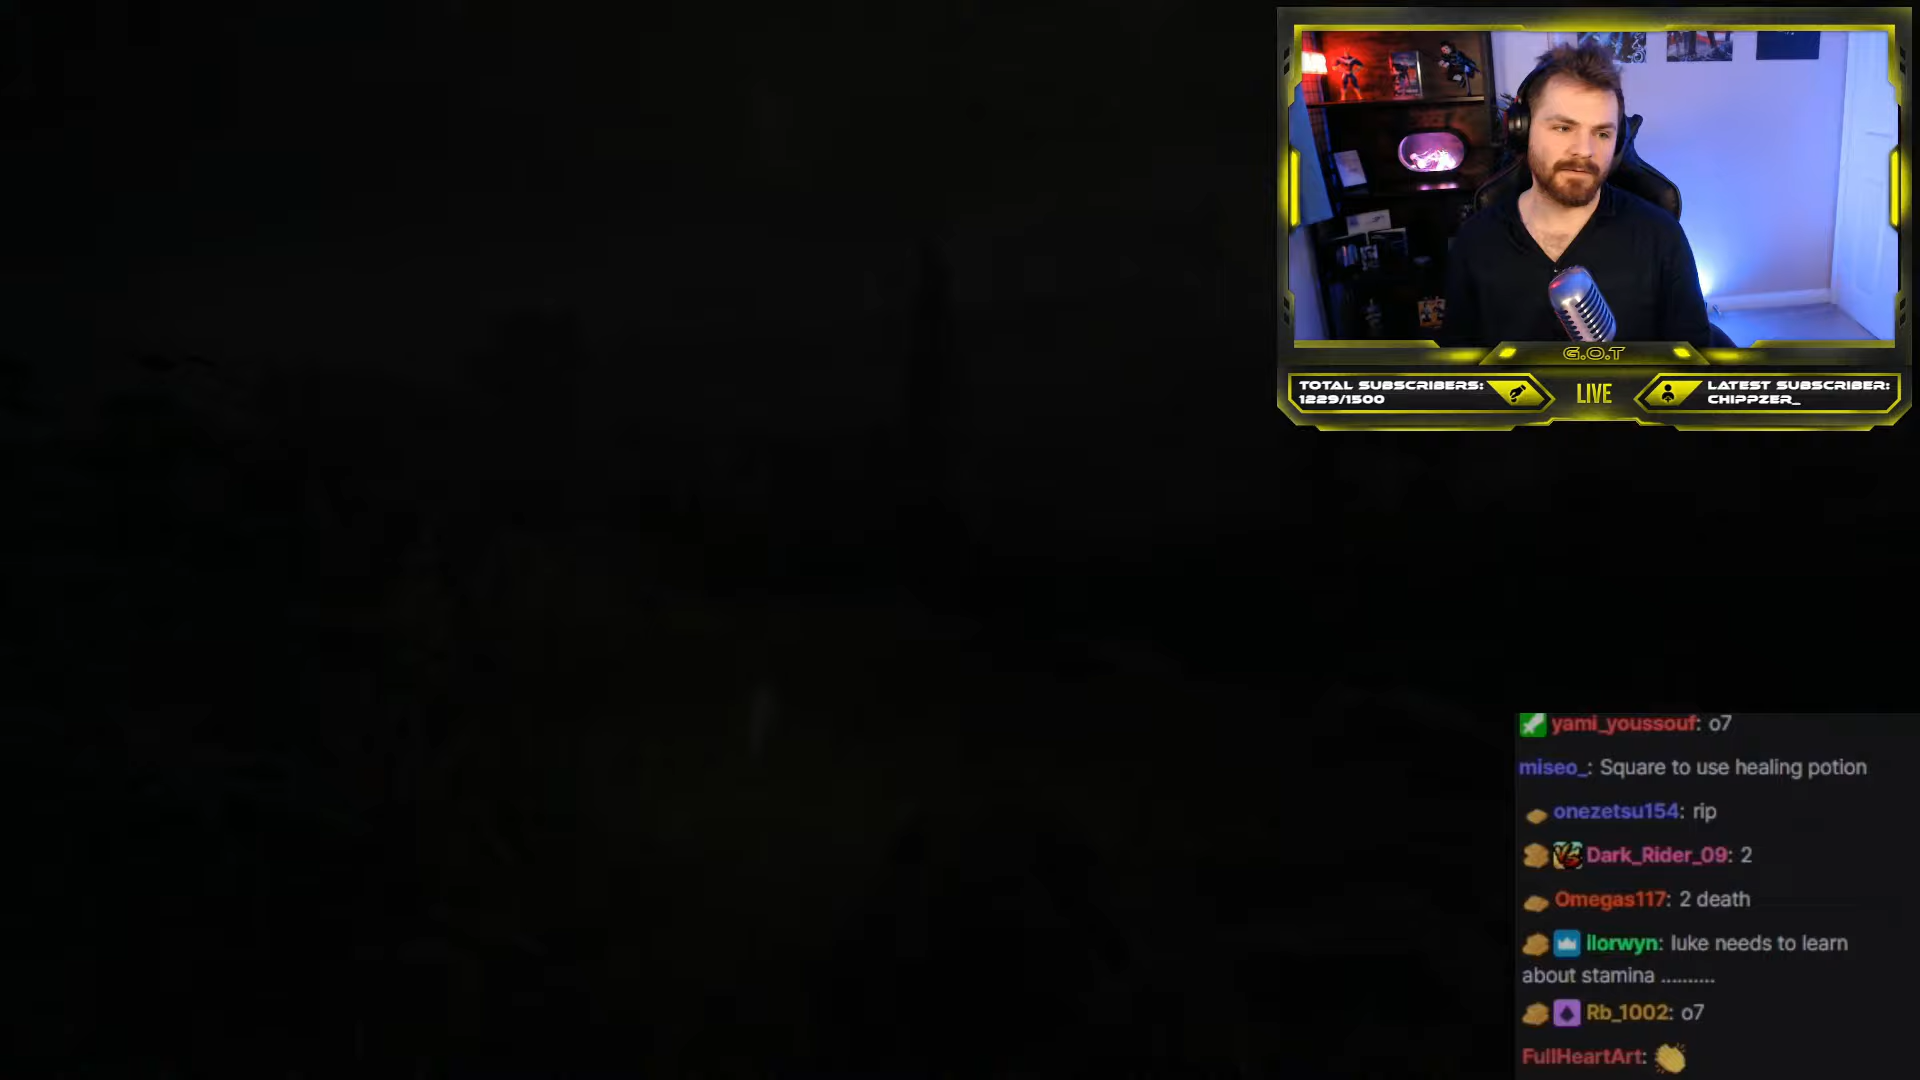 G.O.T
TOTAL SUBSCRIBERS:
1229/1500
LIVE
LATEST SUBSCRIBER:
CHIPPZER_
yami_youssouf: o7
miseo_: Square to use healing potion
onezetsu154: rip
Dark_Rider_09: 2
Omegas117: 2 death
ilorwyn: luke needs to learn
about stamina ..........
Rb_1002: o7
FullHeartArt: